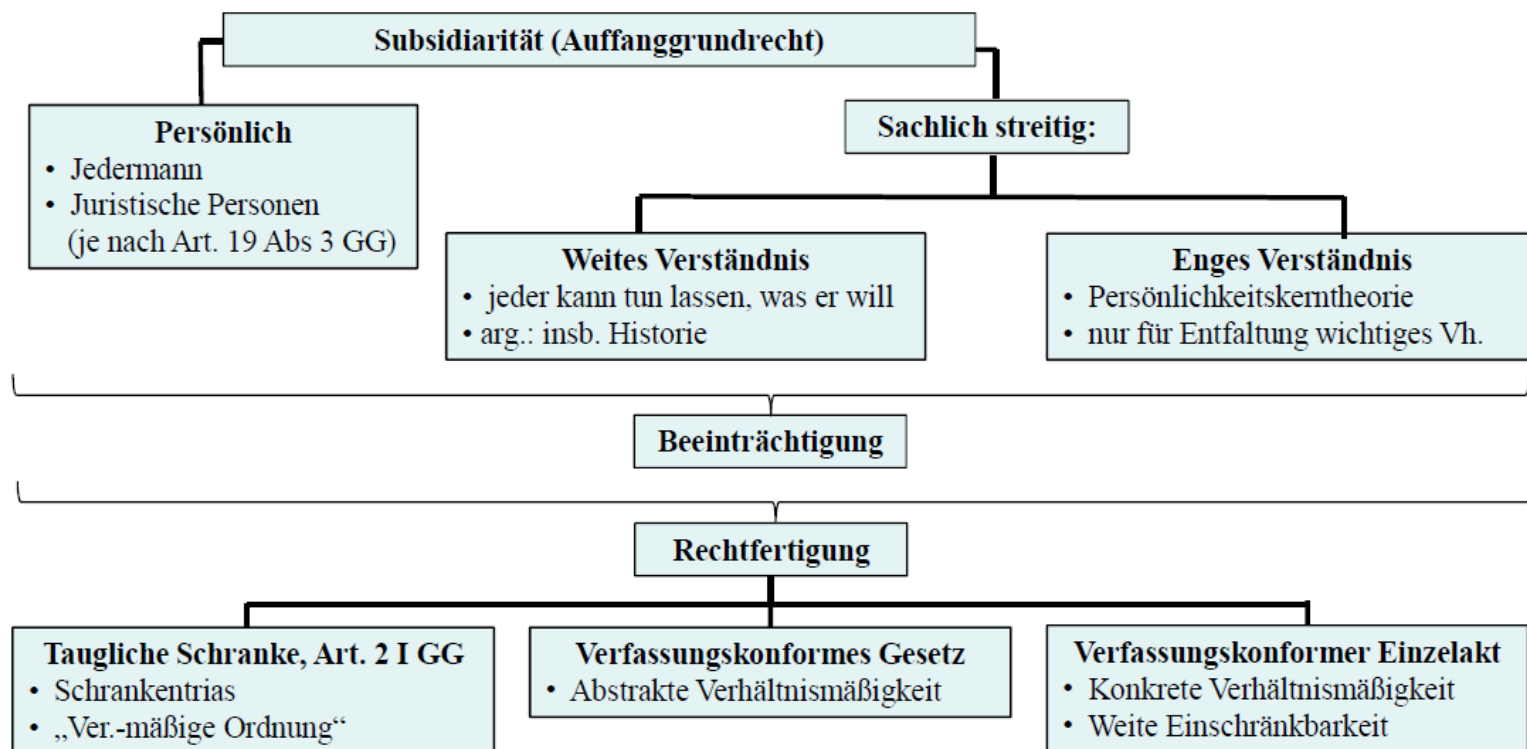 Subsidiarität (Auffanggrundrecht)
Persönlich
• Jedermann
• Juristische Personen
(je nach Art. 19 Abs 3 GG)
Sachlich streitig:
Weites Verständnis
• jeder kann tun lassen, was er will
• arg.: insb. Historie
Enges Verständnis
• Persönlichkeitskerntheorie
• nur für Entfaltung wichtiges Vh.
Beeinträchtigung
Rechtfertigung
Taugliche Schranke, Art. 2 I GG
• Schrankentrias
• „Ver.-mäßige Ordnung“
Verfassungskonformes Gesetz
• Abstrakte Verhältnismäßigkeit
Verfassungskonformer Einzelakt
• Konkrete Verhältnismäßigkeit
• Weite Einschränkbarkeit